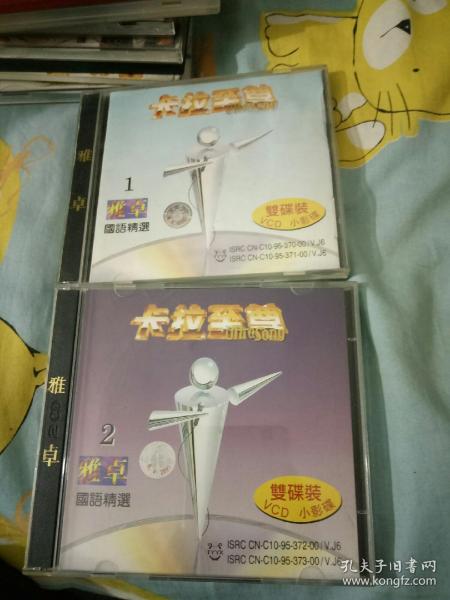 卡拉至尊
雅
卓
1
雅卓
國語精選
雙碟裝
VCD 小影碟
ISRC CN-C10-95-370-00/V.J6
ISRC CN-C10-95-371-00/V.J6
卡拉至尊
雅
卓
2
雅卓
國語精選
雙碟裝
VCD 小影碟
ISRC CN-C10-95-372-00/V.J6
ISRC CN-C10-95-373-00/V.J6
孔夫子旧书网
www.kongfz.com